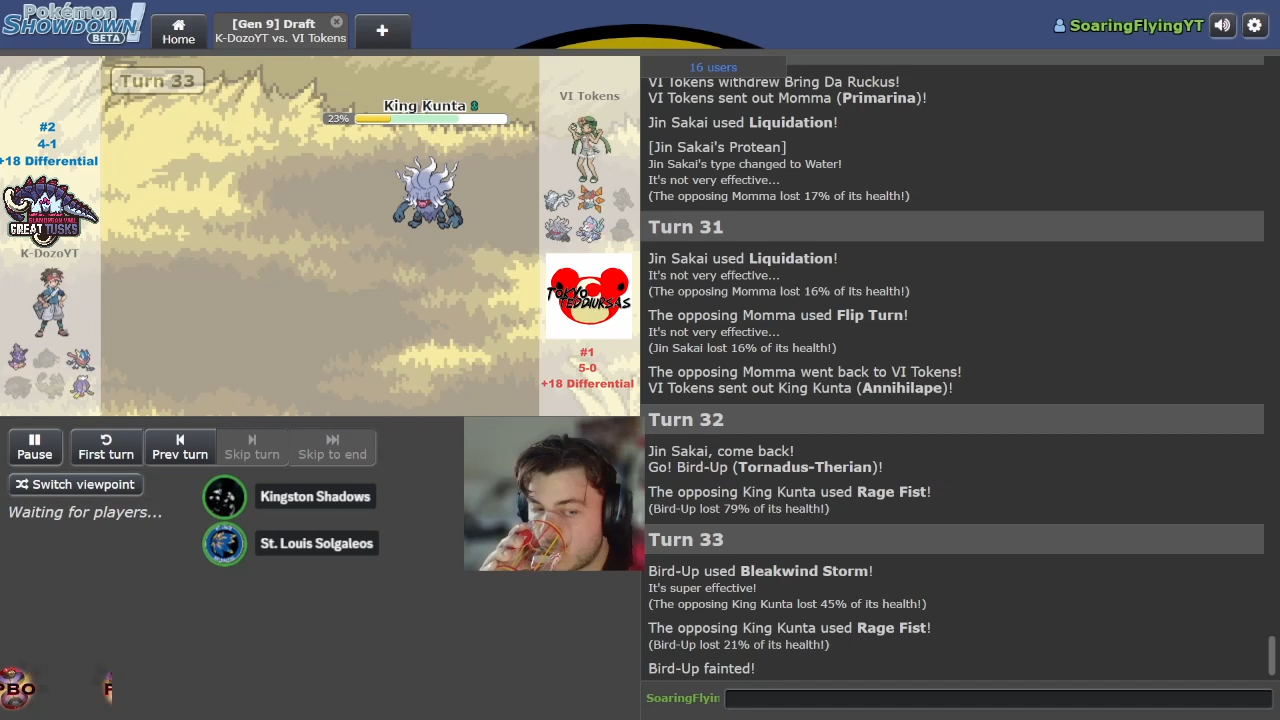 Pokémon
SHOWDOWN!
BETA
Home
[Gen 9] Draft
K-DozoYT vs. VI Tokens
SoaringFlyingYT
Turn 33
King Kunta
23%
#2
4-1
+18 Differential
GREAT TUSKS
K-DozoYT
VI Tokens
TOKYO
TEDDIURSAS
#1
5-0
+18 Differential
Pause
First turn
Prev turn
Skip turn
Skip to end
Switch viewpoint
Waiting for players...
Kingston Shadows
St. Louis Solgaleos
PBO
16 users
VI Tokens withdrew Bring Da Ruckus!
VI Tokens sent out Momma (Primarina)!
Jin Sakai used Liquidation!
[Jin Sakai's Protean]
Jin Sakai's type changed to Water!
It's not very effective...
(The opposing Momma lost 17% of its health!)
Turn 31
Jin Sakai used Liquidation!
It's not very effective...
(The opposing Momma lost 16% of its health!)
The opposing Momma used Flip Turn!
It's not very effective...
(Jin Sakai lost 16% of its health!)
The opposing Momma went back to VI Tokens!
VI Tokens sent out King Kunta (Annihilape)!
Turn 32
Jin Sakai, come back!
Go! Bird-Up (Tornadus-Therian)!
The opposing King Kunta used Rage Fist!
(Bird-Up lost 79% of its health!)
Turn 33
Bird-Up used Bleakwind Storm!
It's super effective!
(The opposing King Kunta lost 45% of its health!)
The opposing King Kunta used Rage Fist!
(Bird-Up lost 21% of its health!)
Bird-Up fainted!
SoaringFlyin